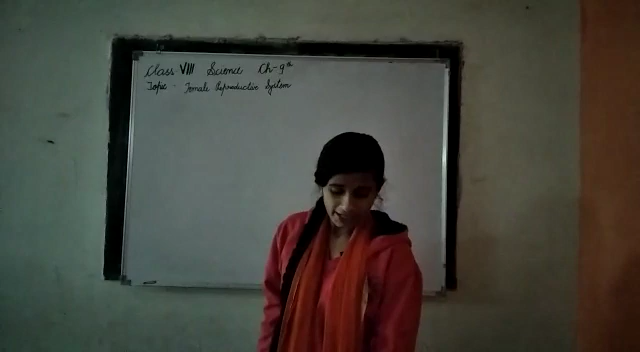 Class VIII Science Ch-9th
Topic - Female Reproductive System